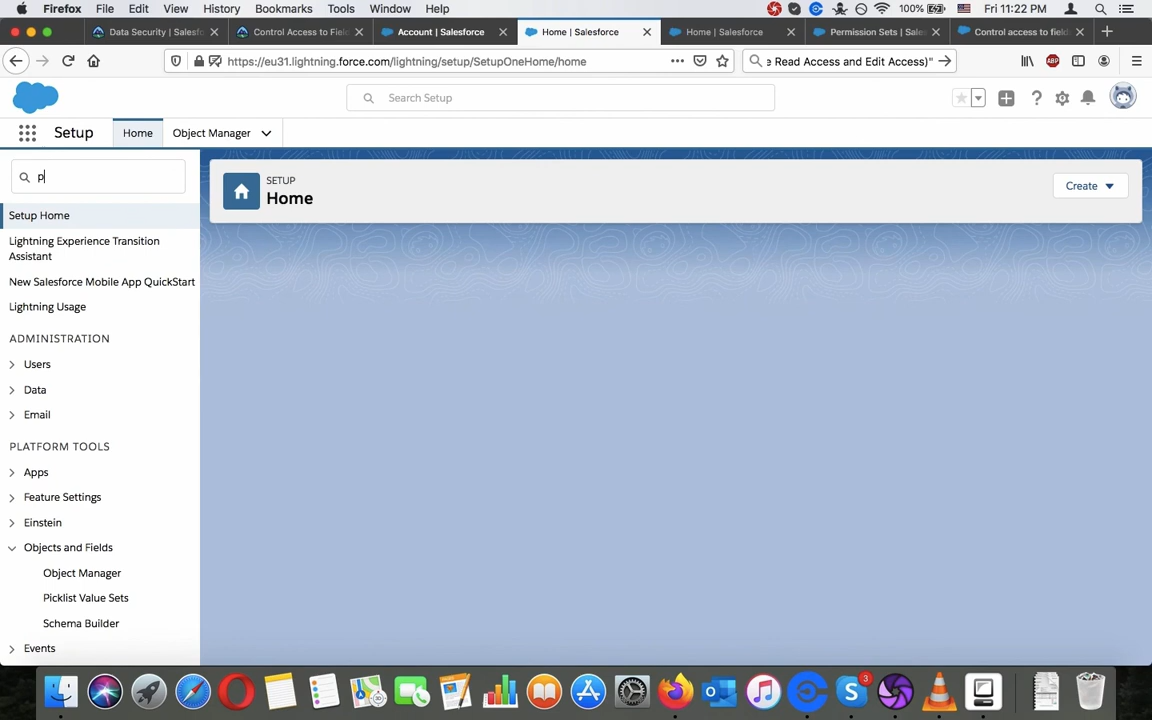 Firefox File Edit View History Bookmarks Tools Window Help 100% Fri 11:22 PM
Data Security | Salesfo Control Access to Field Account | Salesforce Home | Salesforce Home | Salesforce Permission Sets | Sales Control access to field
https://eu31.lightning.force.com/lightning/setup/SetupOneHome/home ABP Read Access and Edit Access)"
Search Setup
Setup Home Object Manager
p
SETUP
Home
Create
Setup Home
Lightning Experience Transition
Assistant
New Salesforce Mobile App QuickStart
Lightning Usage
ADMINISTRATION
Users
Data
Email
PLATFORM TOOLS
Apps
Feature Settings
Einstein
Objects and Fields
Object Manager
Picklist Value Sets
Schema Builder
Events
3